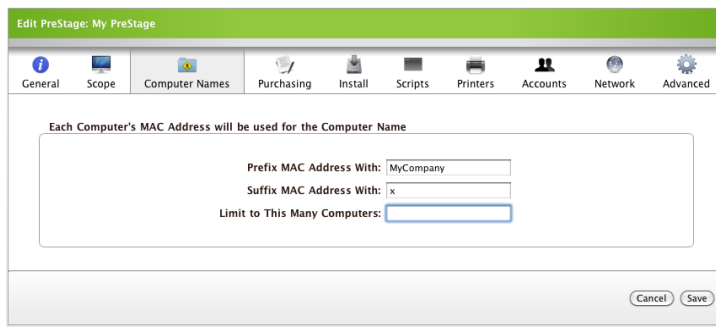 Edit PreStage: My PreStage
General Scope Computer Names Purchasing Install Scripts Printers Accounts Network Advanced
Each Computer's MAC Address will be used for the Computer Name
Prefix MAC Address With: MyCompany
Suffix MAC Address With: x
Limit to This Many Computers:
Cancel Save